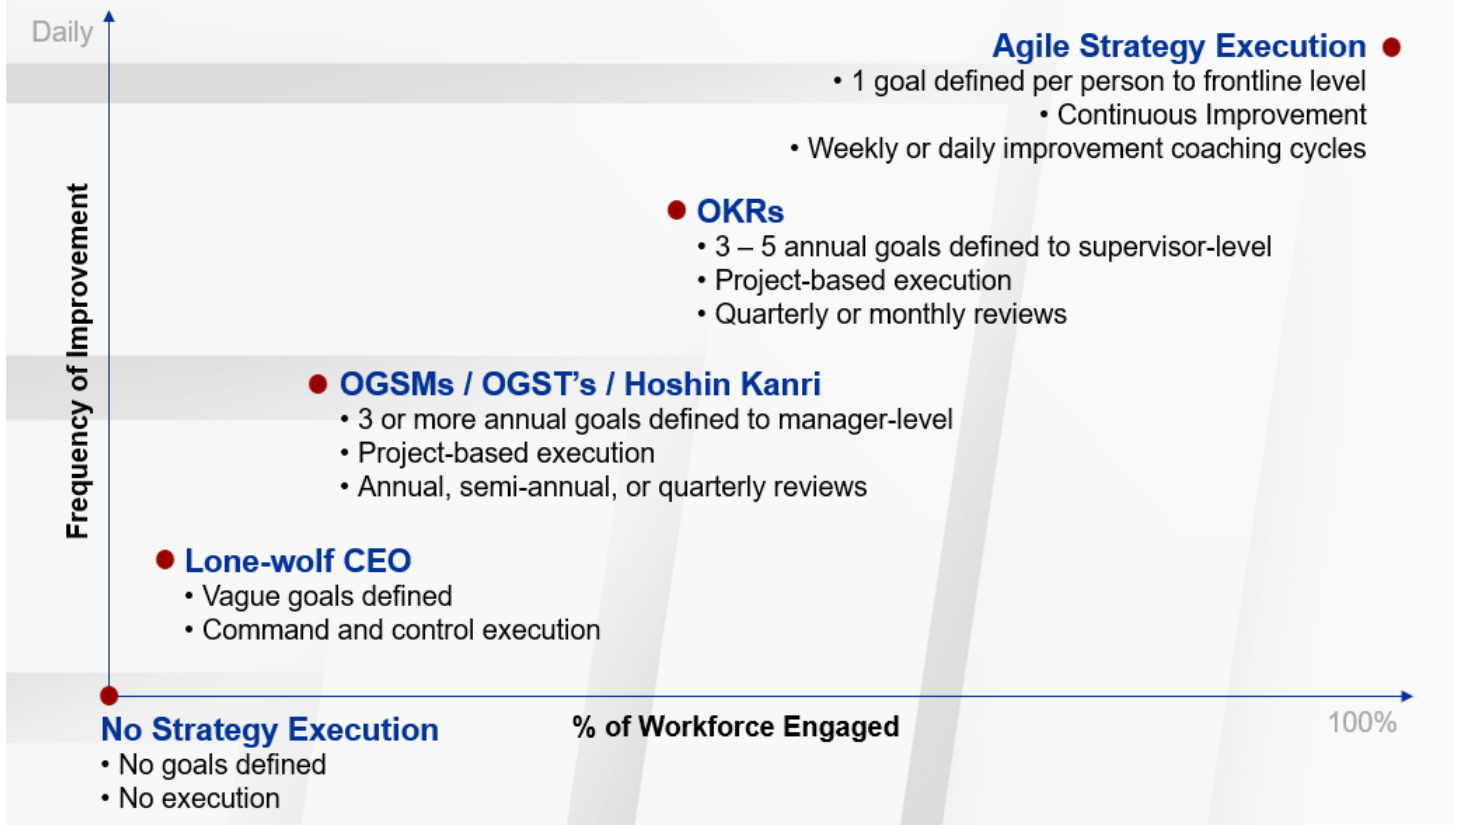 Daily
Agile Strategy Execution
• 1 goal defined per person to frontline level
• Continuous Improvement
• Weekly or daily improvement coaching cycles
Frequency of Improvement
OKRs
• 3 – 5 annual goals defined to supervisor-level
• Project-based execution
• Quarterly or monthly reviews
OGSMs / OGST’s / Hoshin Kanri
• 3 or more annual goals defined to manager-level
• Project-based execution
• Annual, semi-annual, or quarterly reviews
Lone-wolf CEO
• Vague goals defined
• Command and control execution
No Strategy Execution
• No goals defined
• No execution
% of Workforce Engaged
100%